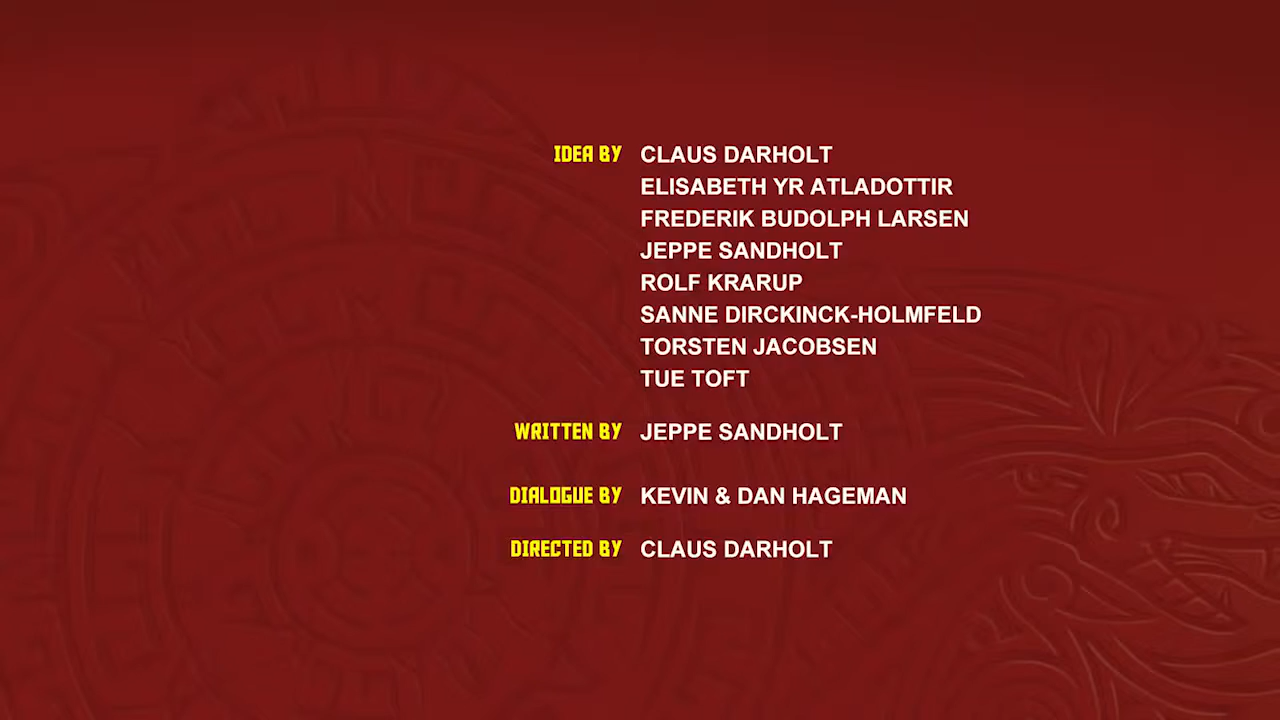 IDEA BY CLAUS DARHOLT
ELISABETH YR ATLADOTTIR
FREDERIK BUDOLPH LARSEN
JEPPE SANDHOLT
ROLF KRARUP
SANNE DIRCKINCK-HOLMFELD
TORSTEN JACOBSEN
TUE TOFT
WRITTEN BY JEPPE SANDHOLT
DIALOGUE BY KEVIN & DAN HAGEMAN
DIRECTED BY CLAUS DARHOLT